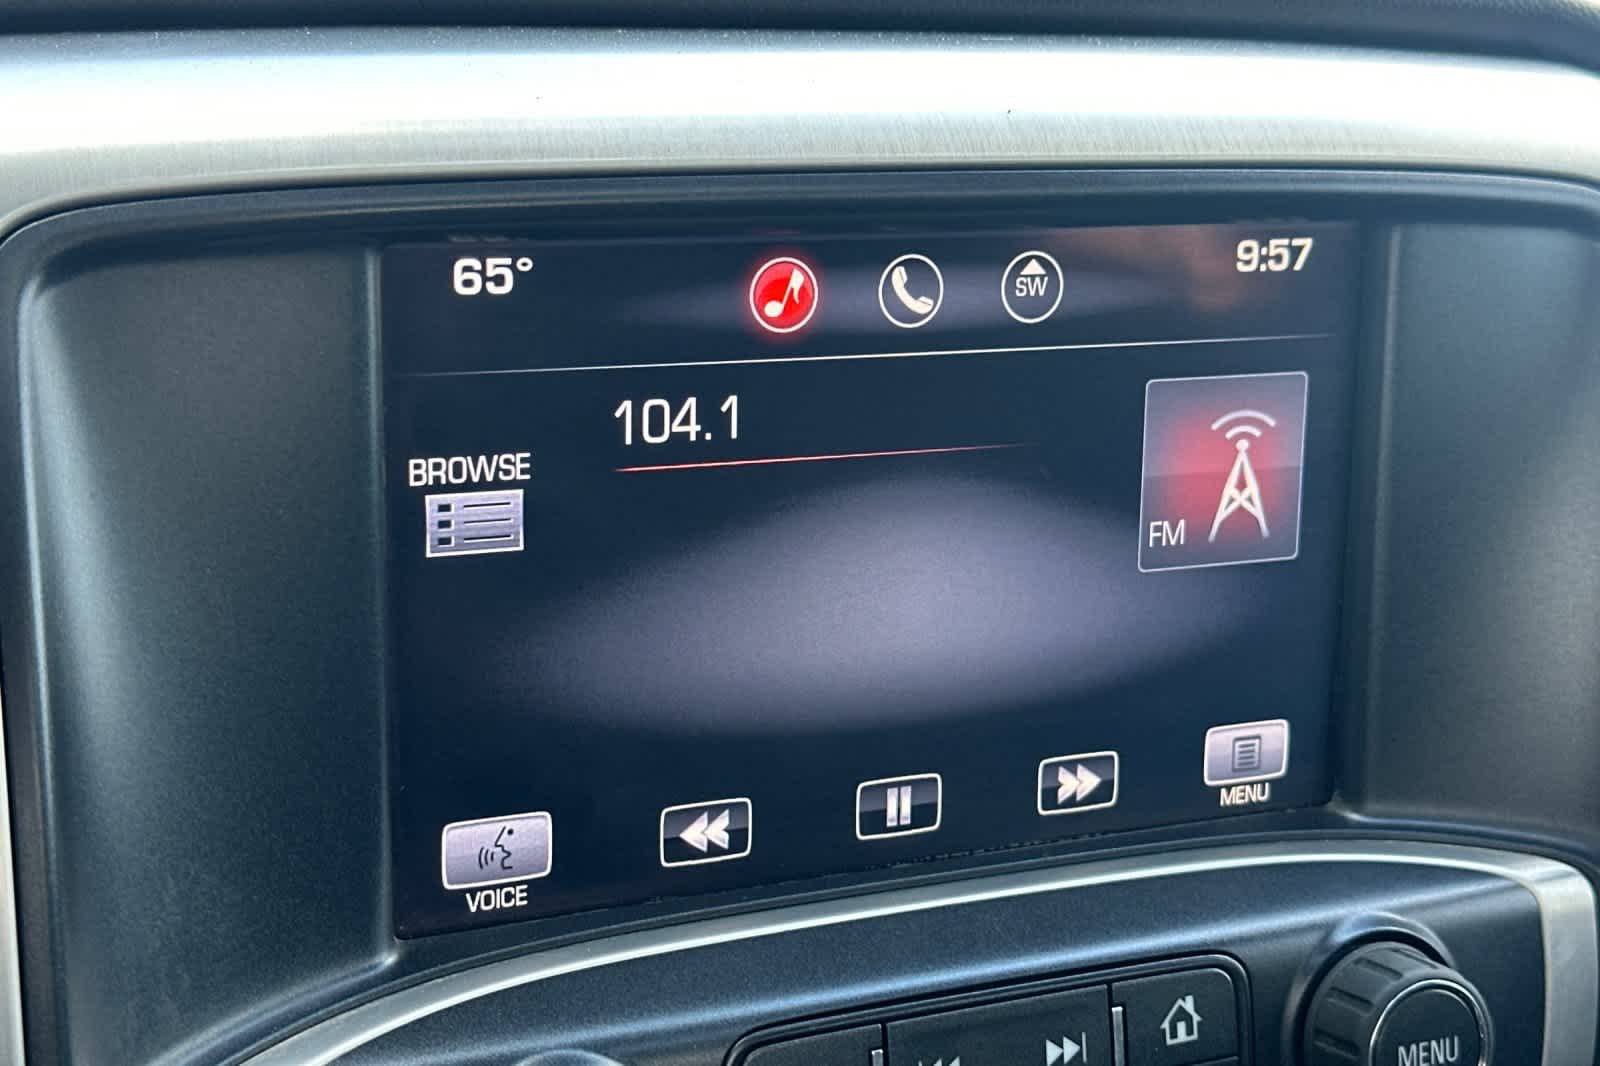 65°
SW
9:57
104.1
BROWSE
FM
MENU
VOICE
MENU